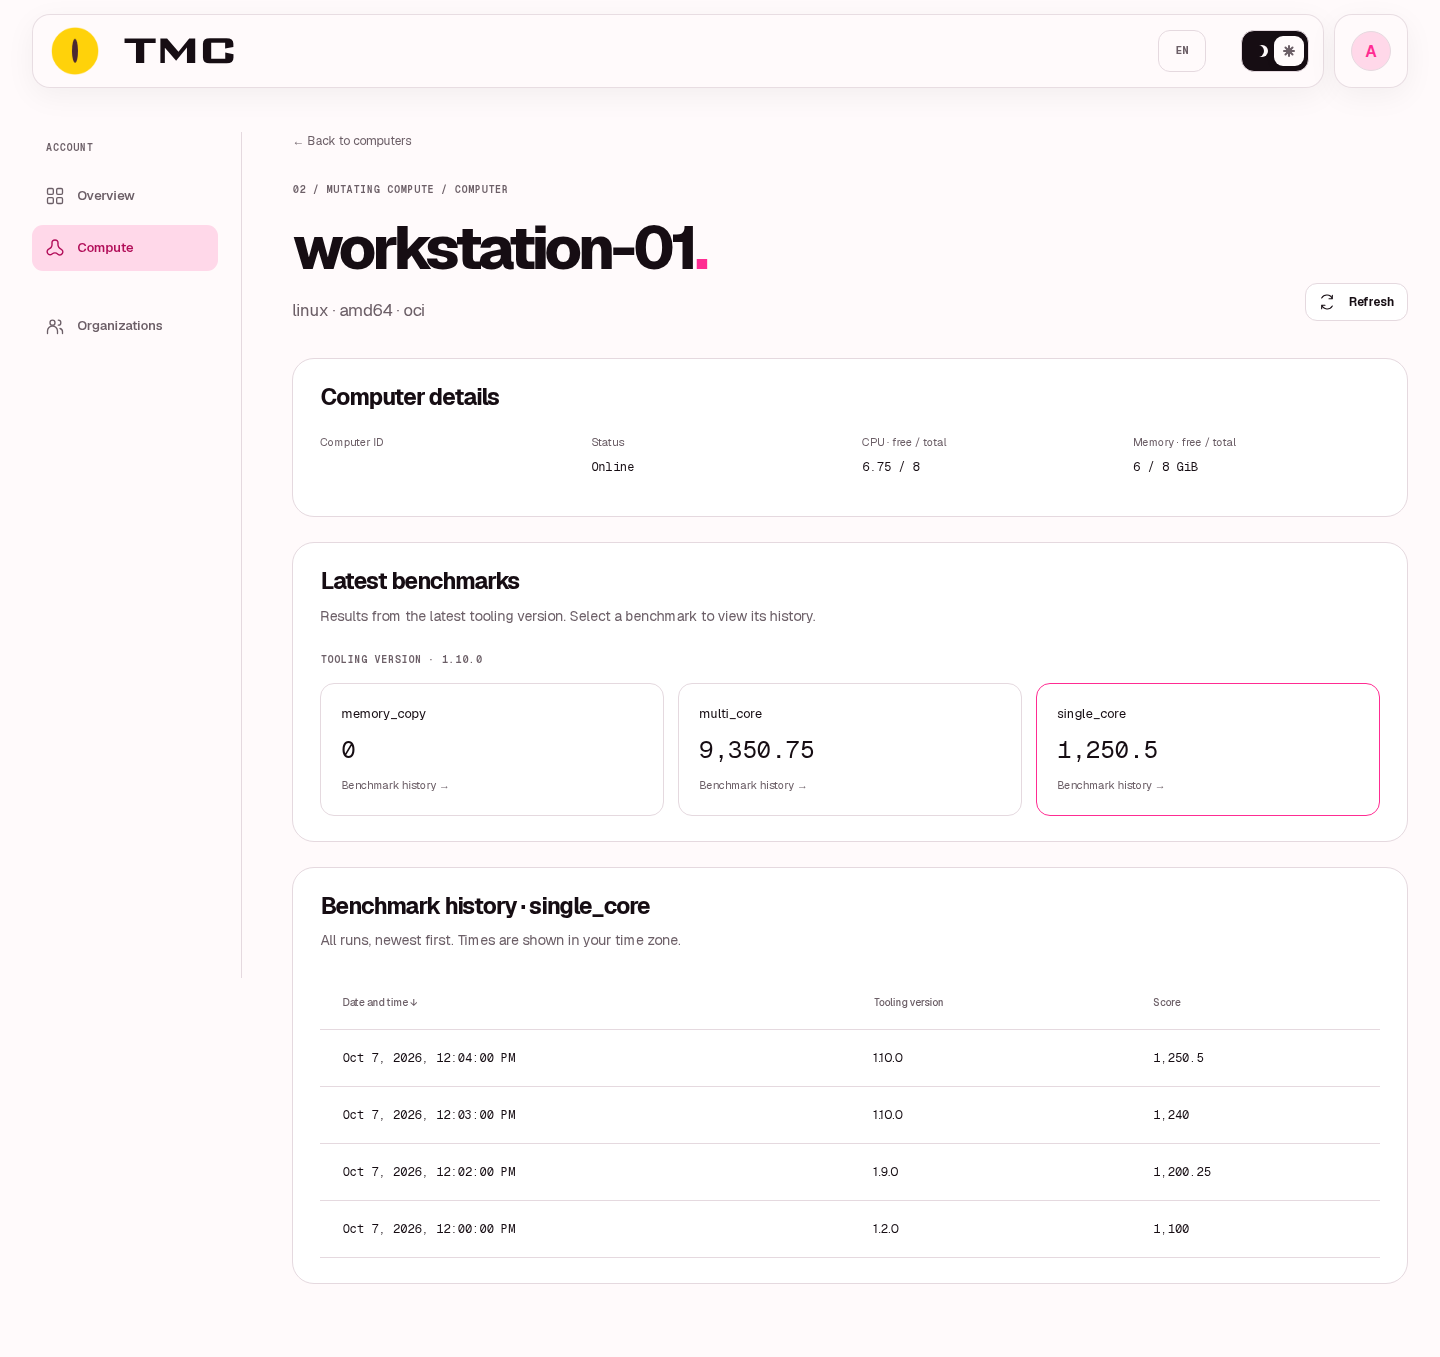 TMC
EN
A
ACCOUNT
Overview
Compute
Organizations
← Back to computers
02 / MUTATING COMPUTE / COMPUTER
workstation-01.
linux · amd64 · oci
Refresh
Computer details
Computer ID
Status
Online
CPU · free / total
6.75 / 8
Memory · free / total
6 / 8 GiB
Latest benchmarks
Results from the latest tooling version. Select a benchmark to view its history.
TOOLING VERSION · 1.10.0
memory_copy
0
Benchmark history →
multi_core
9,350.75
Benchmark history →
single_core
1,250.5
Benchmark history →
Benchmark history · single_core
All runs, newest first. Times are shown in your time zone.
Date and time ↓ Tooling version Score
Oct 7, 2026, 12:04:00 PM 1.10.0 1,250.5
Oct 7, 2026, 12:03:00 PM 1.10.0 1,240
Oct 7, 2026, 12:02:00 PM 1.9.0 1,200.25
Oct 7, 2026, 12:00:00 PM 1.2.0 1,100